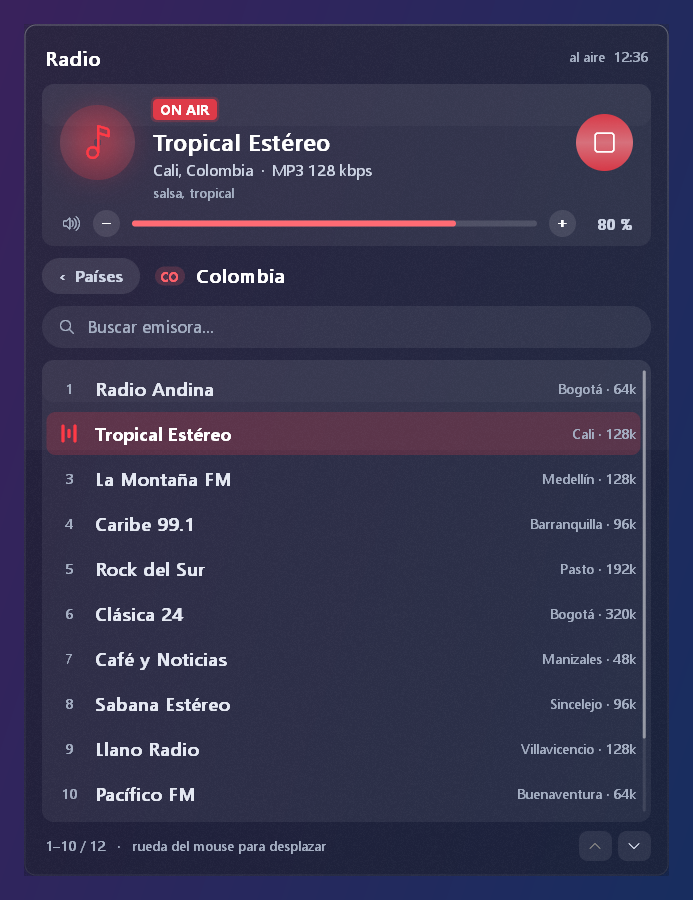 Radio
al aire 12:36
ON AIR
Tropical Estéreo
Cali, Colombia · MP3 128 kbps
salsa, tropical
− + 80 %
‹ Países
CO Colombia
Buscar emisora...
1 Radio Andina Bogotá · 64k
Tropical Estéreo Cali · 128k
3 La Montaña FM Medellín · 128k
4 Caribe 99.1 Barranquilla · 96k
5 Rock del Sur Pasto · 192k
6 Clásica 24 Bogotá · 320k
7 Café y Noticias Manizales · 48k
8 Sabana Estéreo Sincelejo · 96k
9 Llano Radio Villavicencio · 128k
10 Pacífico FM Buenaventura · 64k
1–10 / 12 · rueda del mouse para desplazar